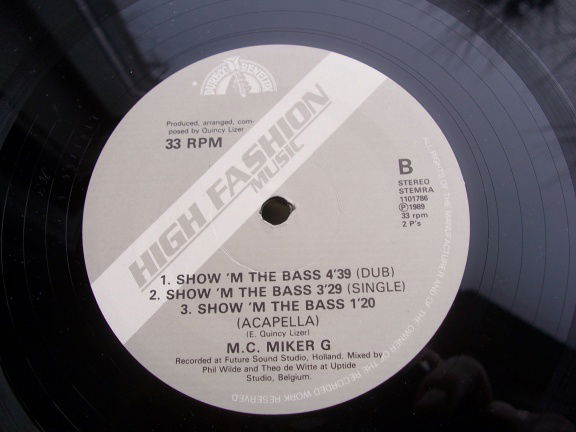 DUREZZ BENELUX
Produced, arranged, com-
posed by Quincy Lizer
33 RPM
HIGH FASHION
MUSIC
B
STEREO
STEMRA
1101786
Ⓟ1989
33 rpm
2 P's
1. SHOW 'M THE BASS 4'39 (DUB)
2. SHOW 'M THE BASS 3'29 (SINGLE)
3. SHOW 'M THE BASS 1'20
(ACAPELLA)
(E. Quincy Lizer)
M.C. MIKER G
Recorded at Future Sound Studio, Holland. Mixed by
Phil Wilde and Theo de Witte at Uptide
Studio, Belgium.
ALL RIGHTS OF THE MANUFACTURER AND OF THE OWNER OF THE RECORDED WORK RESERVED